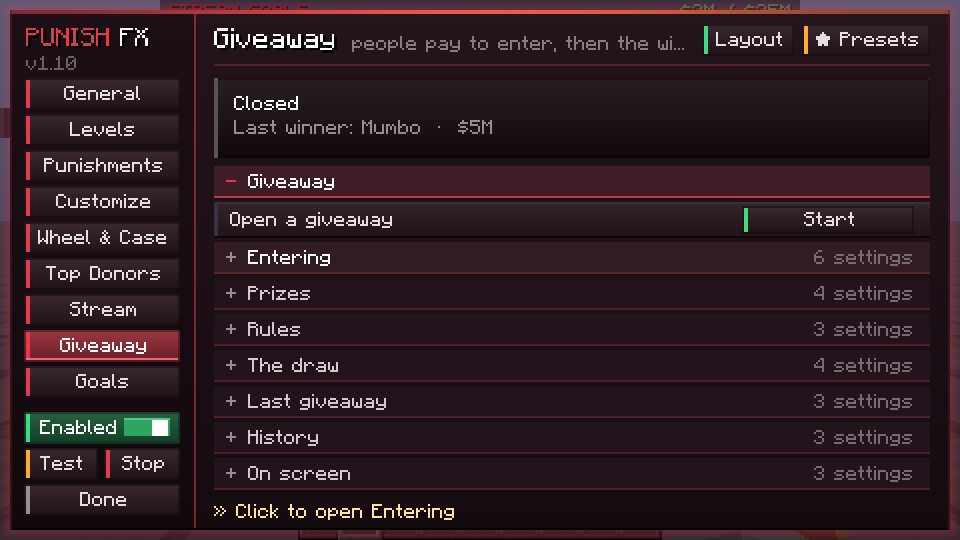 PUNISH FX
v1.10
General
Levels
Punishments
Customize
Wheel & Case
Top Donors
Stream
Giveaway
Goals
Enabled
Test
Stop
Done
Giveaway
people pay to enter, then the wi...
Layout
Presets
Closed
Last winner: Mumbo · $5M
- Giveaway
Open a giveaway
Start
+ Entering
6 settings
+ Prizes
4 settings
+ Rules
3 settings
+ The draw
4 settings
+ Last giveaway
3 settings
+ History
3 settings
+ On screen
3 settings
» Click to open Entering